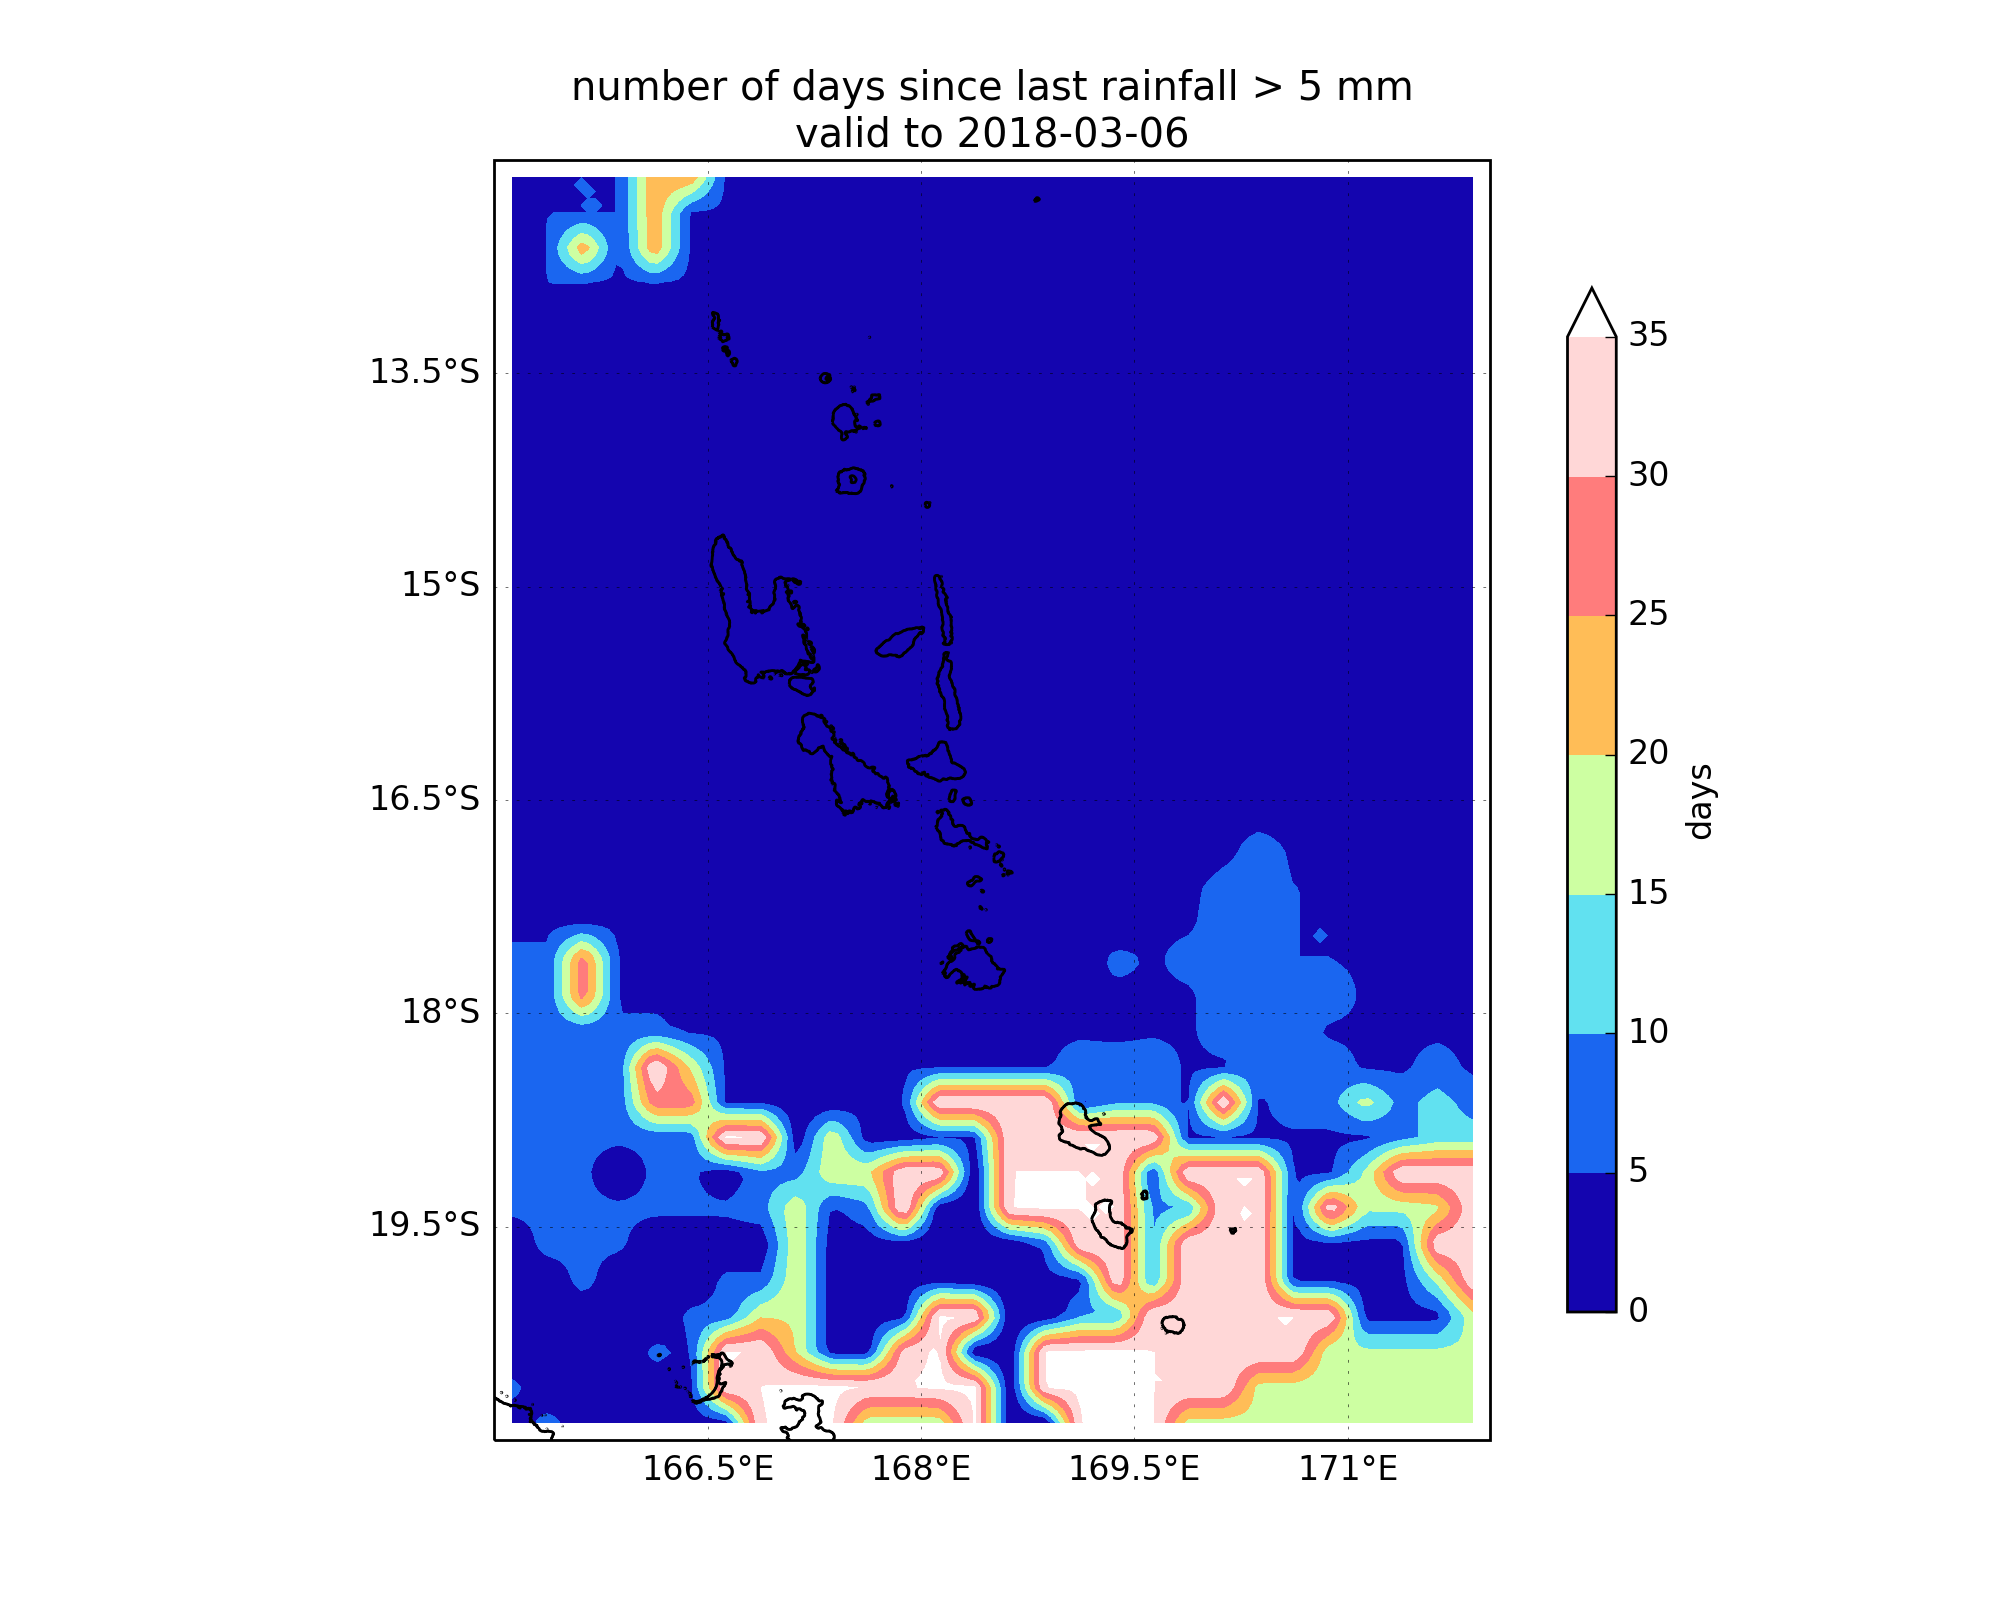 number of days since last rainfall > 5 mm
valid to 2018-03-06
13.5°S
15°S
16.5°S
18°S
19.5°S
166.5°E
168°E
169.5°E
171°E
35
30
25
20
15
10
5
0
days